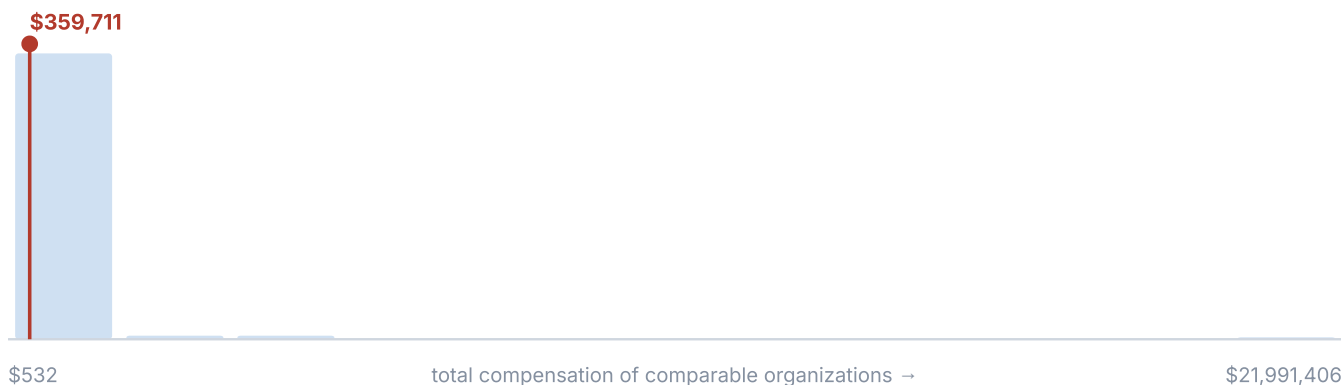 $359,711
$532 total compensation of comparable organizations → $21,991,406